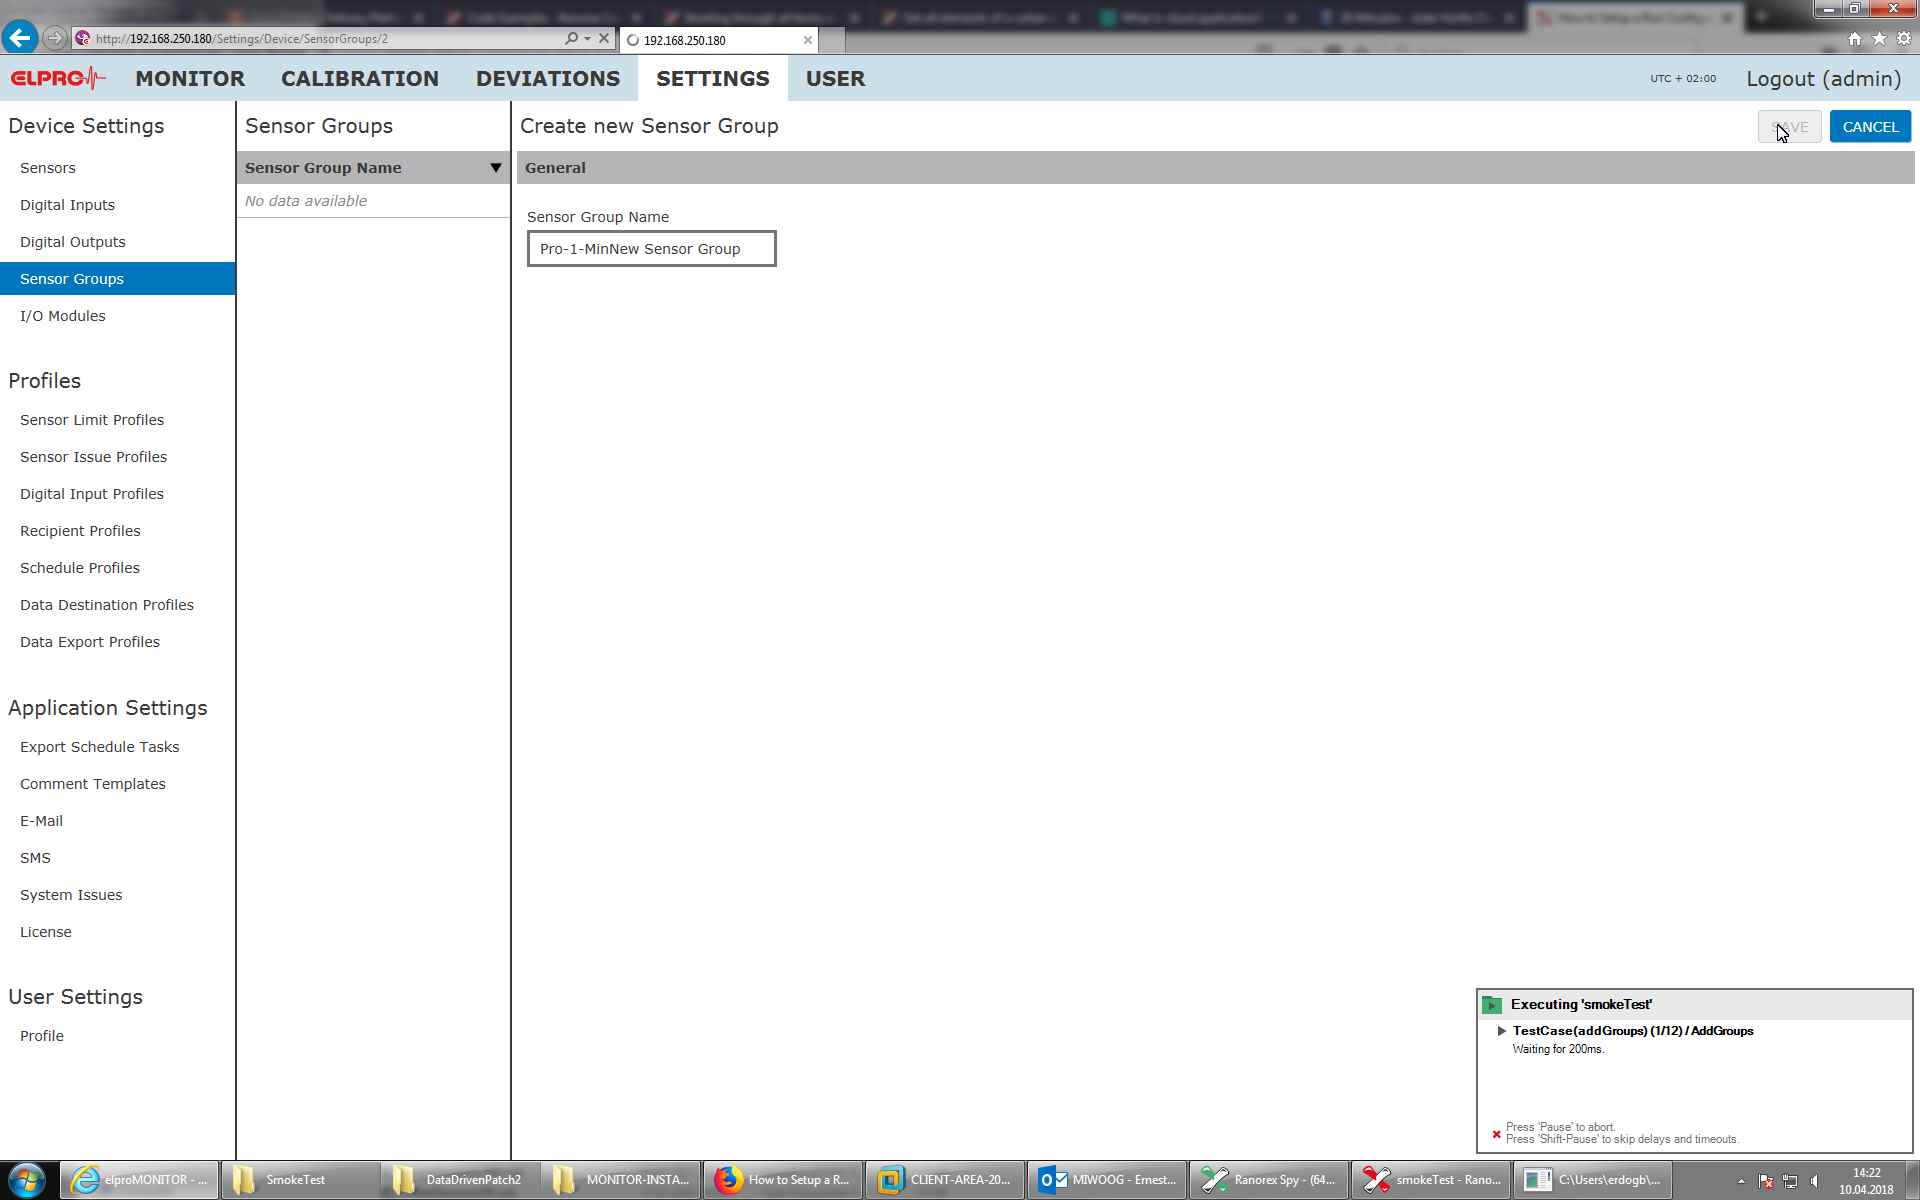 http://192.168.250.180/Settings/Device/SensorGroups/2
192.168.250.180
ELPRO
MONITOR
CALIBRATION
DEVIATIONS
SETTINGS
USER
UTC + 02:00
Logout (admin)
Device Settings
Sensors
Digital Inputs
Digital Outputs
Sensor Groups
I/O Modules
Profiles
Sensor Limit Profiles
Sensor Issue Profiles
Digital Input Profiles
Recipient Profiles
Schedule Profiles
Data Destination Profiles
Data Export Profiles
Application Settings
Export Schedule Tasks
Comment Templates
E-Mail
SMS
System Issues
License
User Settings
Profile
Sensor Groups
Sensor Group Name
No data available
Create new Sensor Group
SAVE
CANCEL
General
Sensor Group Name
Pro-1-MinNew Sensor Group
Executing 'smokeTest'
TestCase(addGroups) (1/12) / AddGroups
Waiting for 200ms.
Press 'Pause' to abort.
Press 'Shift-Pause' to skip delays and timeouts.
elproMONITOR - ...
SmokeTest
DataDrivenPatch2
MONITOR-INSTA...
How to Setup a R...
CLIENT-AREA-20...
MIWOOG - Ernest...
Ranorex Spy - (64...
smokeTest - Rano...
C:\Users\erdogb\...
14:22
10.04.2018